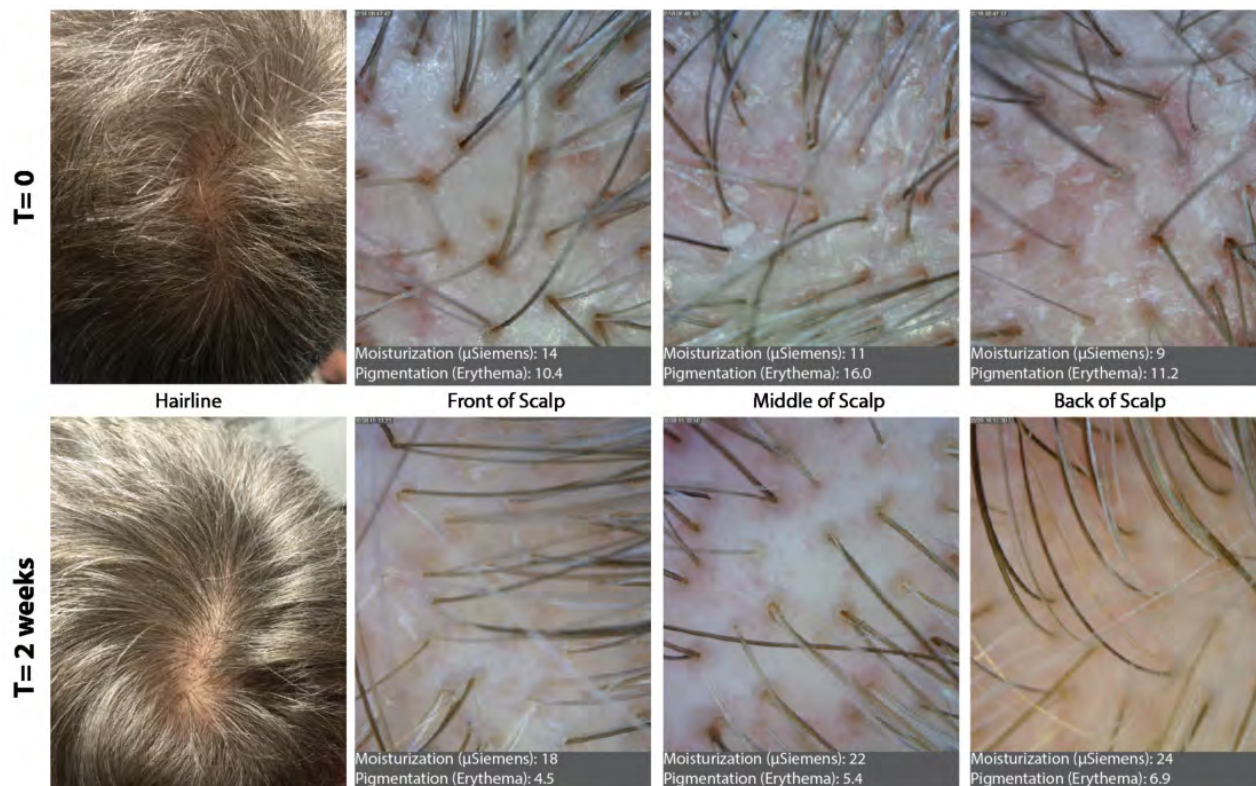 T= 0
Moisturization (µSiemens): 14
Pigmentation (Erythema): 10.4
Moisturization (µSiemens): 11
Pigmentation (Erythema): 16.0
Moisturization (µSiemens): 9
Pigmentation (Erythema): 11.2
Hairline
Front of Scalp
Middle of Scalp
Back of Scalp
T= 2 weeks
Moisturization (µSiemens): 18
Pigmentation (Erythema): 4.5
Moisturization (µSiemens): 22
Pigmentation (Erythema): 5.4
Moisturization (µSiemens): 24
Pigmentation (Erythema): 6.9